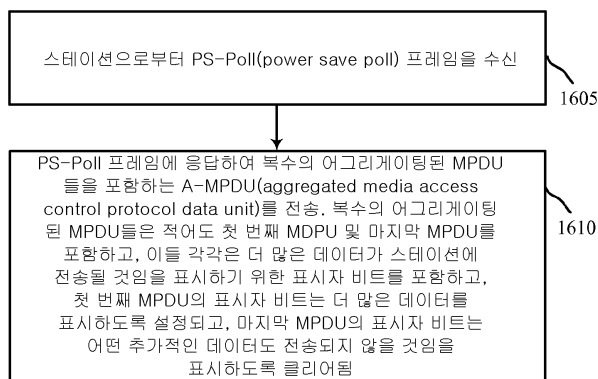 스테이션으로부터 PS-Poll(power save poll) 프레임을 수신
1605
PS-Poll 프레임에 응답하여 복수의 어그리게이팅된 MPDU
들을 포함하는 A-MPDU(aggregated media access
control protocol data unit)를 전송. 복수의 어그리게이팅
된 MPDU들은 적어도 첫 번째 MDPU 및 마지막 MPDU를
포함하고, 이들 각각은 더 많은 데이터가 스테이션에
전송될 것임을 표시하기 위한 표시자 비트를 포함하고,
첫 번째 MPDU의 표시자 비트는 더 많은 데이터를
표시하도록 설정되고, 마지막 MPDU의 표시자 비트는
어떤 추가적인 데이터도 전송되지 않을 것임을
표시하도록 클리어됨
1610